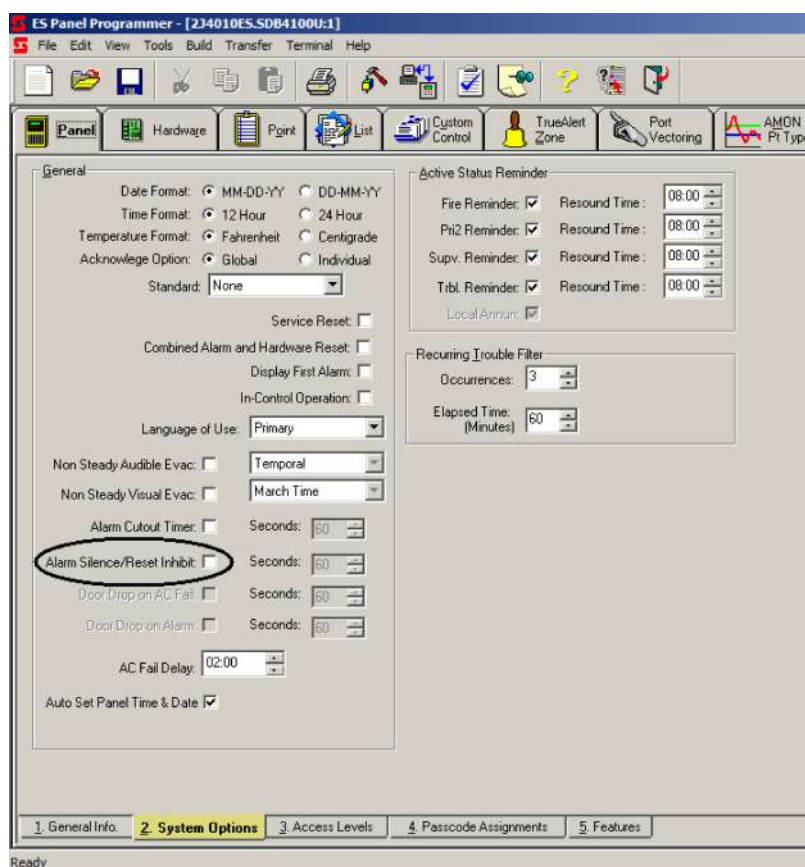 ES Panel Programmer - [2J4010ES.SDB4100U:1]
File Edit View Tools Build Transfer Terminal Help
Panel Hardware Point List Custom Control TrueAlert Zone Port Vectoring AMON Pt Typ
General
Date Format: MM-DD-YY DD-MM-YY
Time Format: 12 Hour 24 Hour
Temperature Format: Fahrenheit Centigrade
Acknowlege Option: Global Individual
Standard: None
Service Reset:
Combined Alarm and Hardware Reset:
Display First Alarm:
In-Control Operation:
Language of Use: Primary
Non Steady Audible Evac: Temporal
Non Steady Visual Evac: March Time
Alarm Cutout Timer: Seconds: 60
Alarm Silence/Reset Inhibit: Seconds: 60
Door Drop on AC Fail: Seconds: 60
Door Drop on Alarm: Seconds: 60
AC Fail Delay: 02:00
Auto Set Panel Time & Date
Active Status Reminder
Fire Reminder: Resound Time : 08:00
Pri2 Reminder: Resound Time : 08:00
Supv. Reminder: Resound Time : 08:00
Trbl. Reminder: Resound Time : 08:00
Local Annun:
Recurring Trouble Filter
Occurrences: 3
Elapsed Time: (Minutes) 60
1. General Info. 2. System Options 3. Access Levels 4. Passcode Assignments 5. Features
Ready